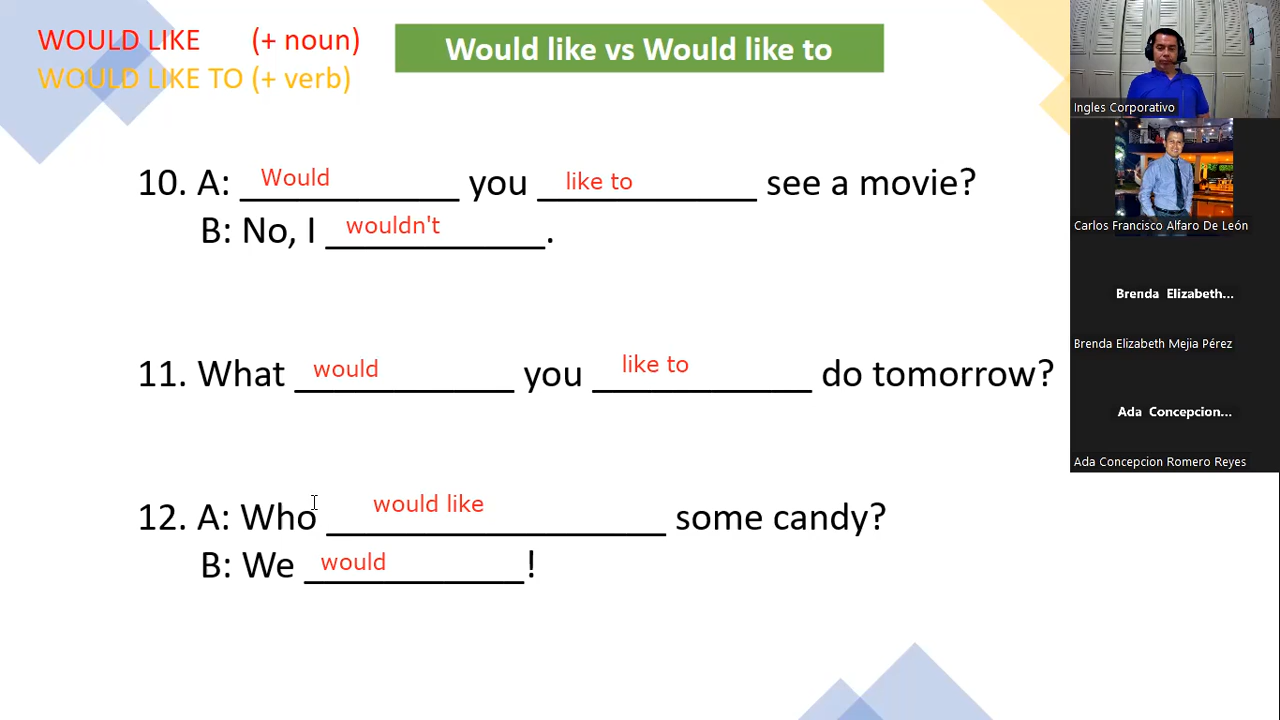 WOULD LIKE (+ noun)
WOULD LIKE TO (+ verb)
Would like vs Would like to
10. A: Would you like to see a movie?
B: No, I wouldn't.
11. What would you like to do tomorrow?
12. A: Who would like some candy?
B: We would!
Ingles Corporativo
Carlos Francisco Alfaro De León
Brenda Elizabeth...
Brenda Elizabeth Mejia Pérez
Ada Concepcion...
Ada Concepcion Romero Reyes